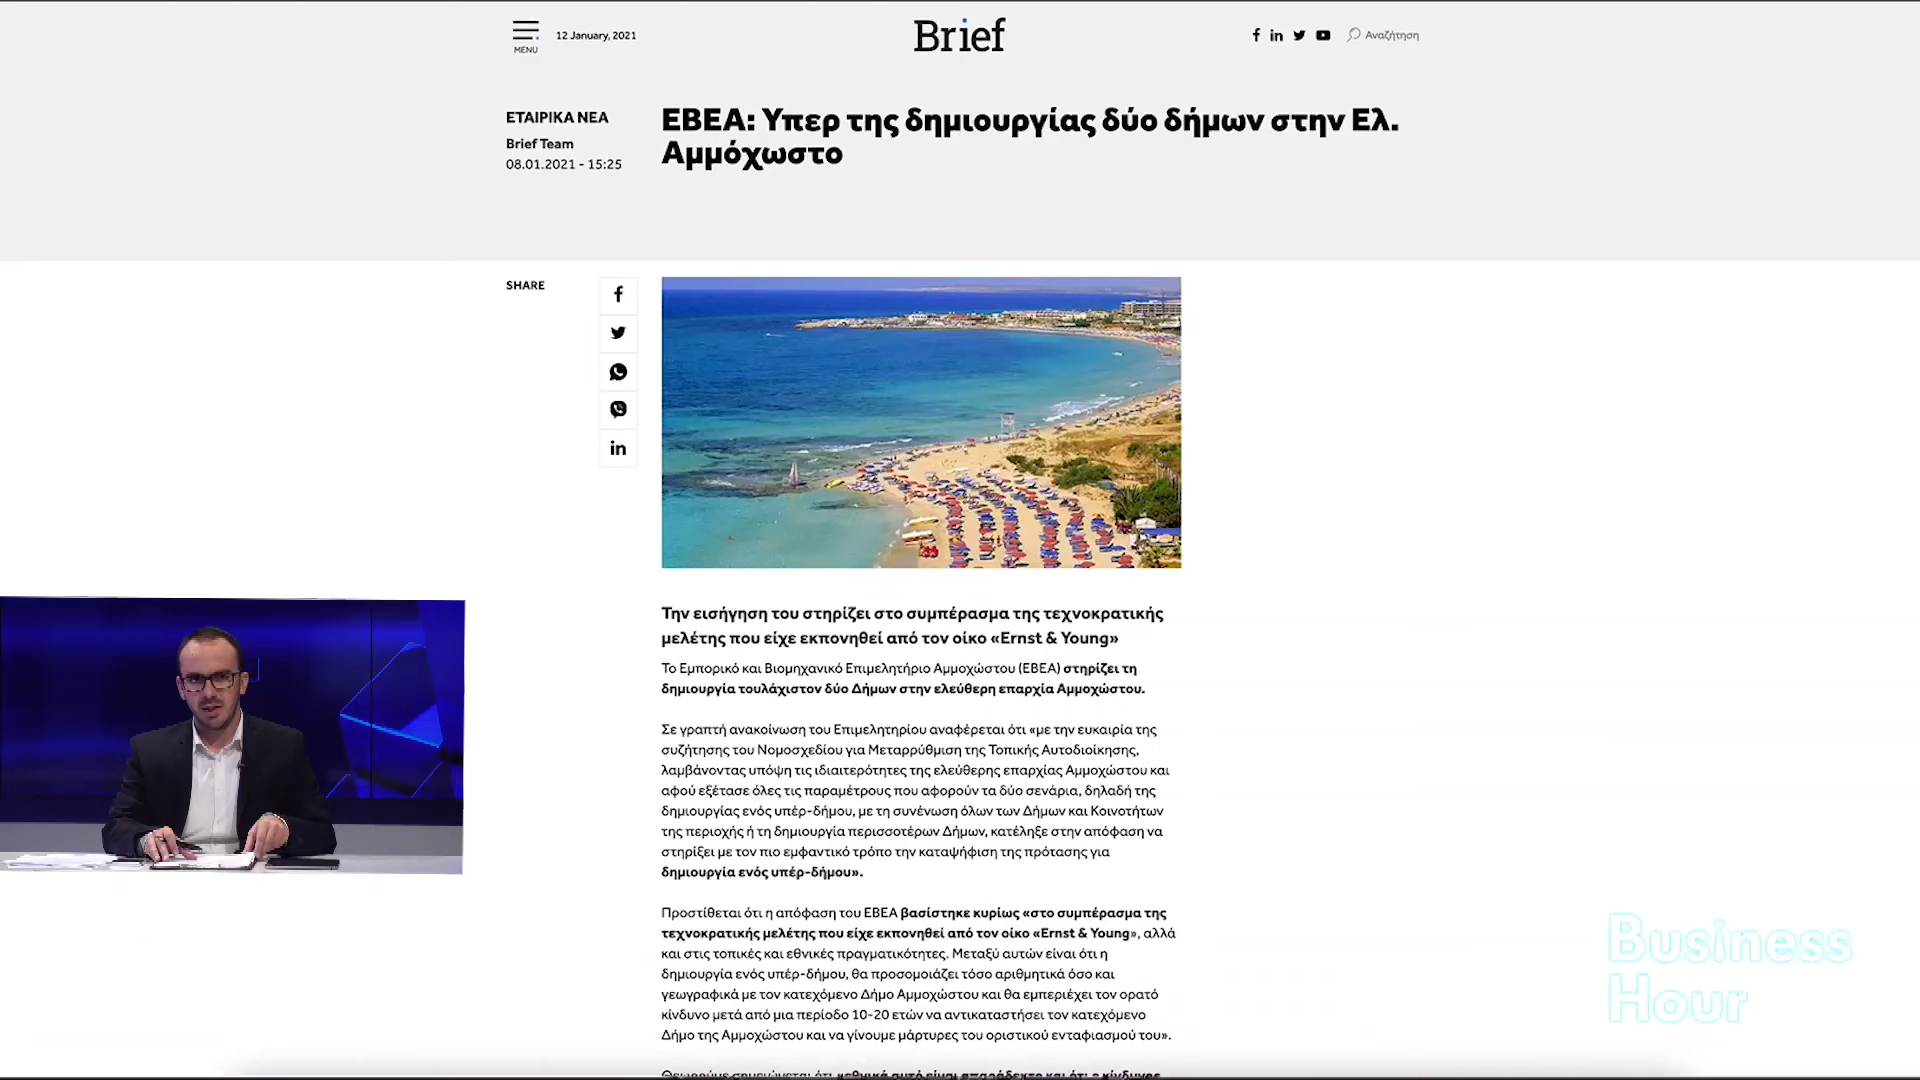 MENU
12 January, 2021
Brief
Αναζήτηση
ΕΤΑΙΡΙΚΑ ΝΕΑ
Brief Team
08.01.2021 - 15:25
ΕΒΕΑ: Υπερ της δημιουργίας δύο δήμων στην Ελ.
Αμμόχωστο
SHARE
Την εισήγηση του στηρίζει στο συμπέρασμα της τεχνοκρατικής
μελέτης που είχε εκπονηθεί από τον οίκο «Ernst & Young»
Το Εμπορικό και Βιομηχανικό Επιμελητήριο Αμμοχώστου (ΕΒΕΑ) στηρίζει τη
δημιουργία τουλάχιστον δύο Δήμων στην ελεύθερη επαρχία Αμμοχώστου.
Σε γραπτή ανακοίνωση του Επιμελητηρίου αναφέρεται ότι «με την ευκαιρία της
συζήτησης του Νομοσχεδίου για Μεταρρύθμιση της Τοπικής Αυτοδιοίκησης,
λαμβάνοντας υπόψη τις ιδιαιτερότητες της ελεύθερης επαρχίας Αμμοχώστου και
αφού εξέτασε όλες τις παραμέτρους που αφορούν τα δύο σενάρια, δηλαδή της
δημιουργίας ενός υπέρ-δήμου, με τη συνένωση όλων των Δήμων και Κοινοτήτων
της περιοχής ή τη δημιουργία περισσοτέρων Δήμων, κατέληξε στην απόφαση να
στηρίξει με τον πιο εμφαντικό τρόπο την καταψήφιση της πρότασης για
δημιουργία ενός υπέρ-δήμου».
Προστίθεται ότι η απόφαση του ΕΒΕΑ βασίστηκε κυρίως «στο συμπέρασμα της
τεχνοκρατικής μελέτης που είχε εκπονηθεί από τον οίκο «Ernst & Young», αλλά
και στις τοπικές και εθνικές πραγματικότητες. Μεταξύ αυτών είναι ότι η
δημιουργία ενός υπέρ-δήμου, θα προσομοιάζει τόσο αριθμητικά όσο και
γεωγραφικά με τον κατεχόμενο Δήμο Αμμοχώστου και θα εμπεριέχει τον ορατό
κίνδυνο μετά από μια περίοδο 10-20 ετών να αντικαταστήσει τον κατεχόμενο
Δήμο της Αμμοχώστου και να γίνουμε μάρτυρες του οριστικού ενταφιασμού του».
Business
Hour